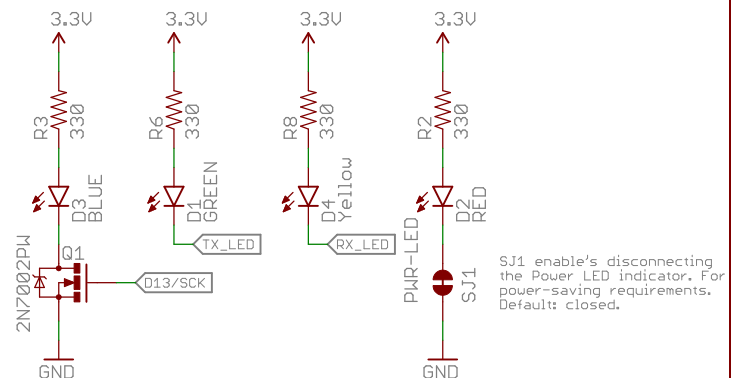 3.3V 3.3V 3.3V 3.3V
R3 330 R6 330 R8 330 R2 330
D3 BLUE D1 GREEN D4 Yellow D2 RED
TX_LED RX_LED
2N7002PW Q1 D13/SCK
PWR-LED SJ1
SJ1 enable's disconnecting
the Power LED indicator. For
power-saving requirements.
Default: closed.
GND GND